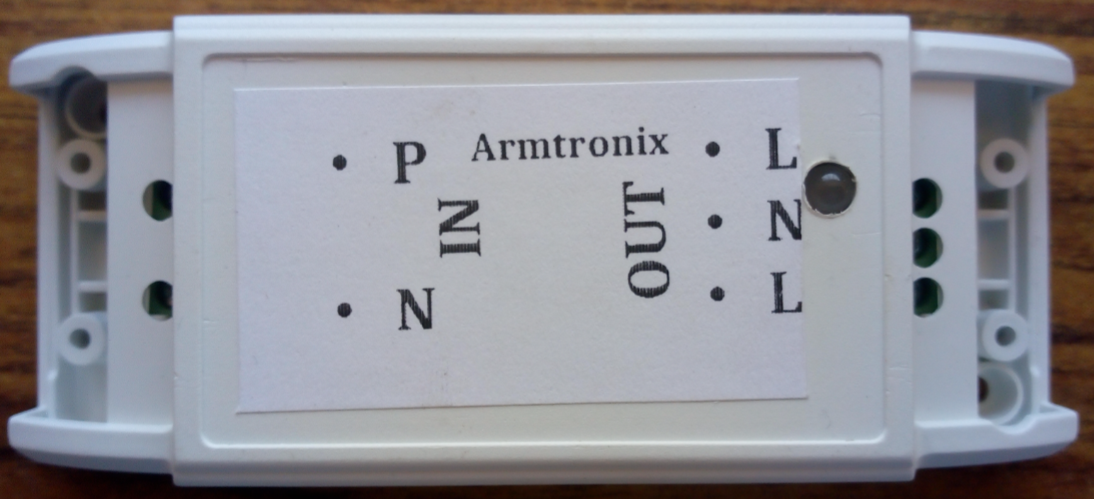 • P Armtronix • L
IN OUT • N
• N • L